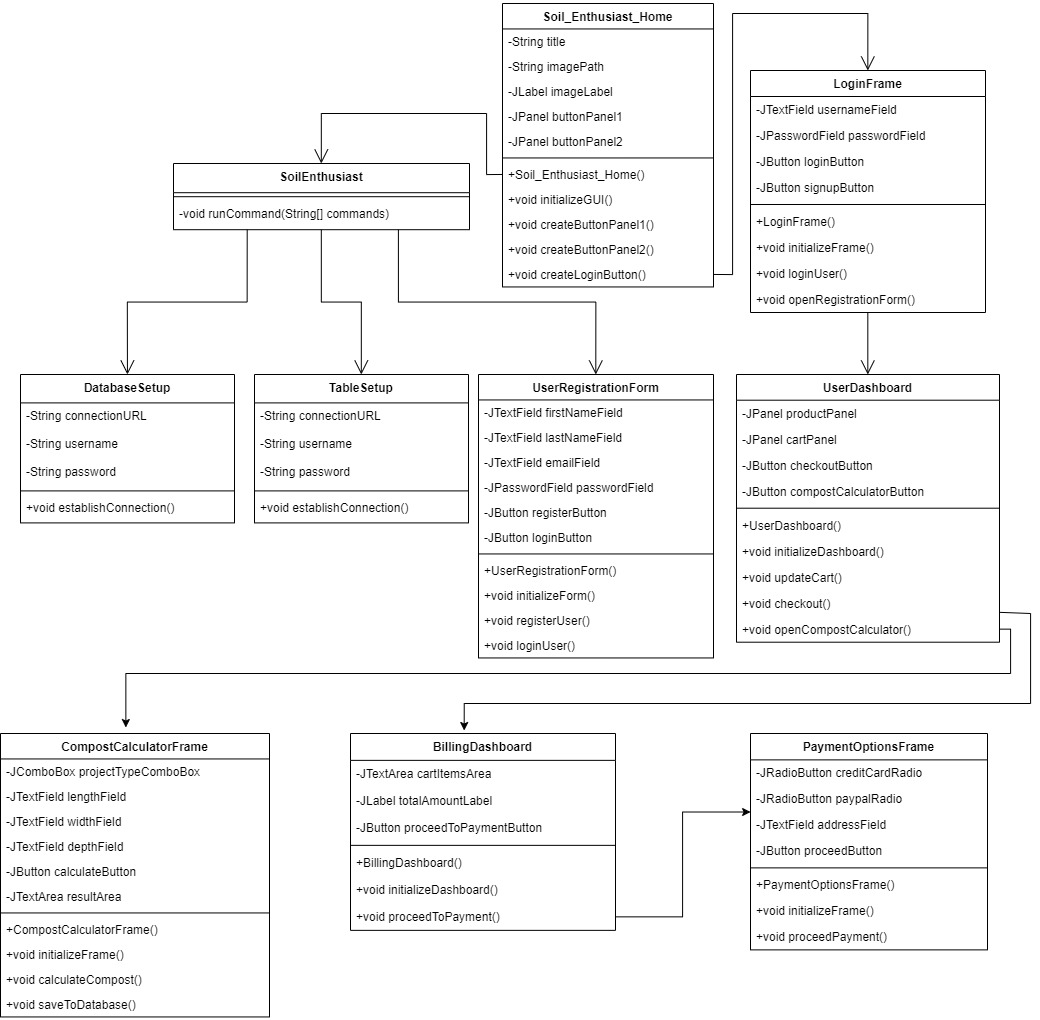 Soil_Enthusiast_Home
-String title
-String imagePath
-JLabel imageLabel
-JPanel buttonPanel1
-JPanel buttonPanel2
+Soil_Enthusiast_Home()
+void initializeGUI()
+void createButtonPanel1()
+void createButtonPanel2()
+void createLoginButton()
LoginFrame
-JTextField usernameField
-JPasswordField passwordField
-JButton loginButton
-JButton signupButton
+LoginFrame()
+void initializeFrame()
+void loginUser()
+void openRegistrationForm()
SoilEnthusiast
-void runCommand(String[] commands)
DatabaseSetup
-String connectionURL
-String username
-String password
+void establishConnection()
TableSetup
-String connectionURL
-String username
-String password
+void establishConnection()
UserRegistrationForm
-JTextField firstNameField
-JTextField lastNameField
-JTextField emailField
-JPasswordField passwordField
-JButton registerButton
-JButton loginButton
+UserRegistrationForm()
+void initializeForm()
+void registerUser()
+void loginUser()
UserDashboard
-JPanel productPanel
-JPanel cartPanel
-JButton checkoutButton
-JButton compostCalculatorButton
+UserDashboard()
+void initializeDashboard()
+void updateCart()
+void checkout()
+void openCompostCalculator()
CompostCalculatorFrame
-JComboBox projectTypeComboBox
-JTextField lengthField
-JTextField widthField
-JTextField depthField
-JButton calculateButton
-JTextArea resultArea
+CompostCalculatorFrame()
+void initializeFrame()
+void calculateCompost()
+void saveToDatabase()
BillingDashboard
-JTextArea cartItemsArea
-JLabel totalAmountLabel
-JButton proceedToPaymentButton
+BillingDashboard()
+void initializeDashboard()
+void proceedToPayment()
PaymentOptionsFrame
-JRadioButton creditCardRadio
-JRadioButton paypalRadio
-JTextField addressField
-JButton proceedButton
+PaymentOptionsFrame()
+void initializeFrame()
+void proceedPayment()